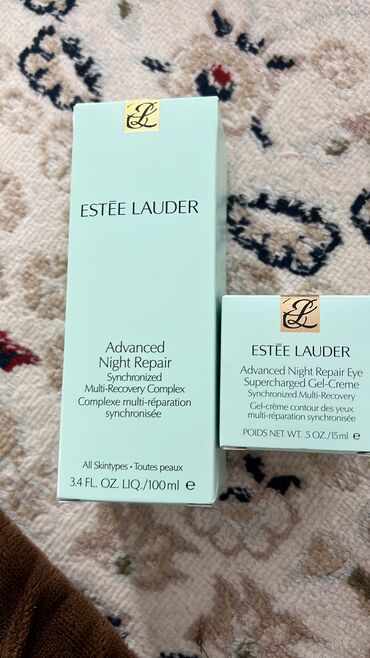 EL
ESTĒE LAUDER
Advanced
Night Repair
Synchronized
Multi-Recovery Complex
Complexe multi-réparation
synchronisée
All Skintypes • Toutes peaux
3.4 FL. OZ. LIQ./100 ml e
EL
ESTĒE LAUDER
Advanced Night Repair Eye
Supercharged Gel-Creme
Synchronized Multi-Recovery
Gel-crème contour des yeux
multi-réparation synchronisée
POIDS NET WT. .5 OZ./15 ml e